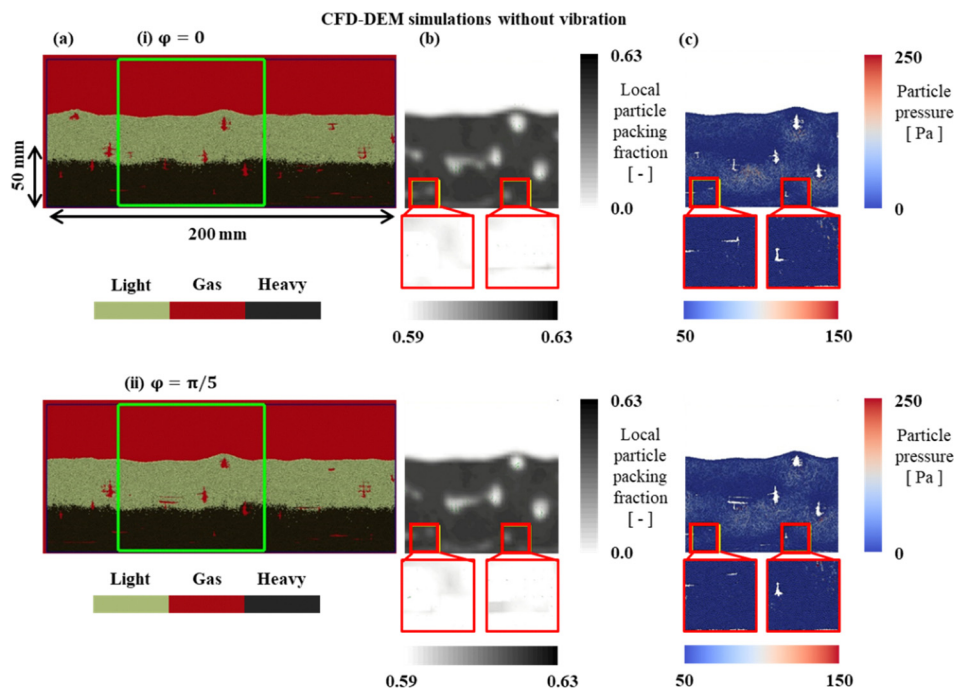 CFD-DEM simulations without vibration
(a)
(i) φ = 0
(b)
(c)
50 mm
200 mm
Light Gas Heavy
0.63
Local
particle
packing
fraction
[ - ]
0.0
0.59 0.63
250
Particle
pressure
[ Pa ]
0
50 150
(ii) φ = π/5
Light Gas Heavy
0.63
Local
particle
packing
fraction
[ - ]
0.0
0.59 0.63
250
Particle
pressure
[ Pa ]
0
50 150